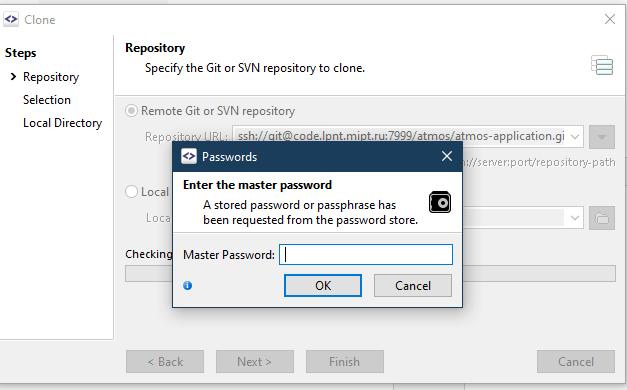 Clone
Steps
Repository
Selection
Local Directory
Repository
Specify the Git or SVN repository to clone.
Remote Git or SVN repository
Repository URL: ssh://git@code.lpnt.mipt.ru:7999/atmos/atmos-application.gi
://server:port/repository-path
Local
Loca
Checking
Passwords
Enter the master password
A stored password or passphrase has
been requested from the password store.
Master Password:
OK
Cancel
< Back
Next >
Finish
Cancel